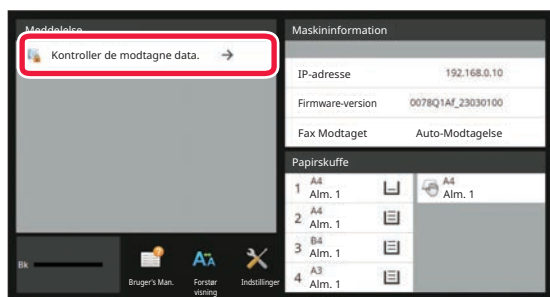 Meddelelse
Kontroller de modtagne data.
Maskininformation
IP-adresse 192.168.0.10
Firmware-version 0078Q1Af_23030100
Fax Modtaget Auto-Modtagelse
Papirskuffe
1 A4
Alm. 1
A4
Alm. 1
2 A4
Alm. 1
3 B4
Alm. 1
4 A3
Alm. 1
Bk
Bruger's Man.
Forstør
visning
Indstillinger